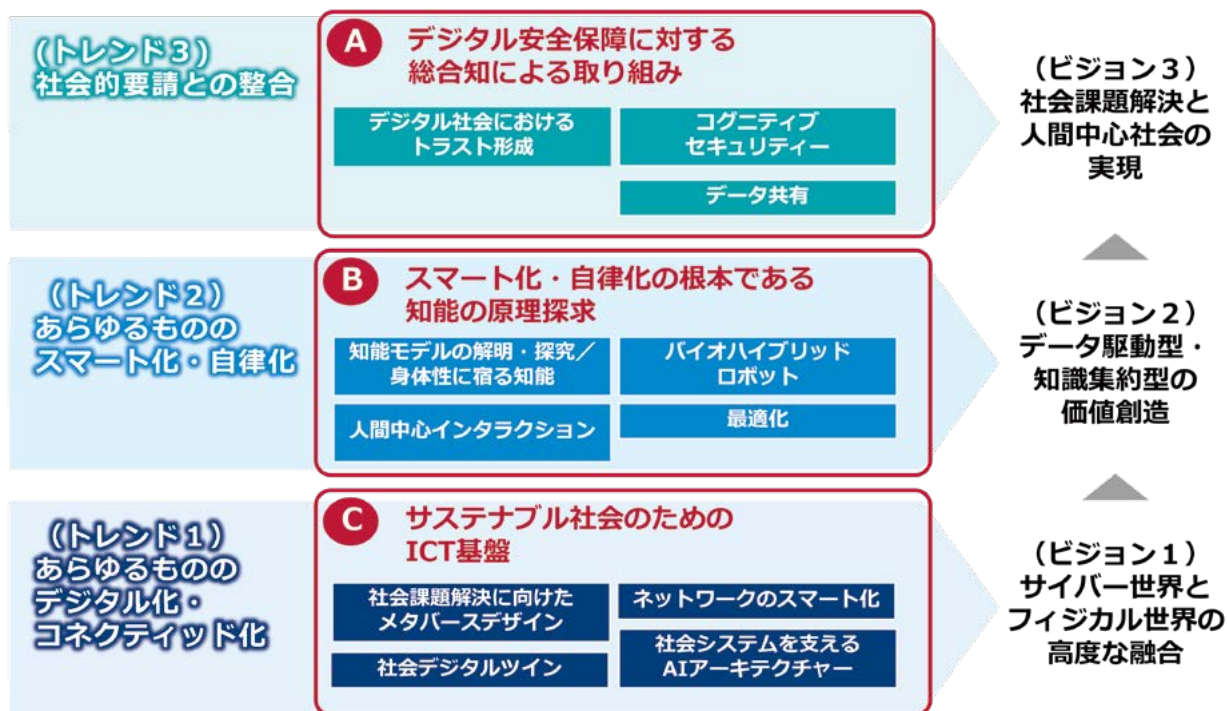 (トレンド３)
社会的要請との整合
A
デジタル安全保障に対する
総合知による取り組み
デジタル社会における
トラスト形成
コグニティブ
セキュリティー
データ共有
（ビジョン３）
社会課題解決と
人間中心社会の
実現
（トレンド２）
あらゆるものの
スマート化・自律化
B
スマート化・自律化の根本である
知能の原理探求
知能モデルの解明・探究／
身体性に宿る知能
バイオハイブリッド
ロボット
人間中心インタラクション
最適化
（ビジョン２）
データ駆動型・
知識集約型の
価値創造
（トレンド１）
あらゆるものの
デジタル化・
コネクティッド化
C
サステナブル社会のための
ICT基盤
社会課題解決に向けた
メタバースデザイン
ネットワークのスマート化
社会デジタルツイン
社会システムを支える
AIアーキテクチャー
（ビジョン１）
サイバー世界と
フィジカル世界の
高度な融合